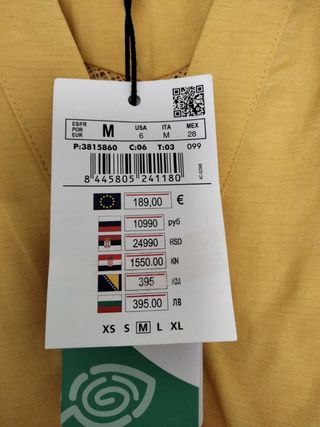 ES/FR POR EUR M USA 6 ITA M MEX 28
P:3815860 C:06 T:03 099
8 445805 241180
189,00 €
10990 руб
24990 RSD
1550.00 KN
395 КМ
395.00 ЛВ
XS S M L XL